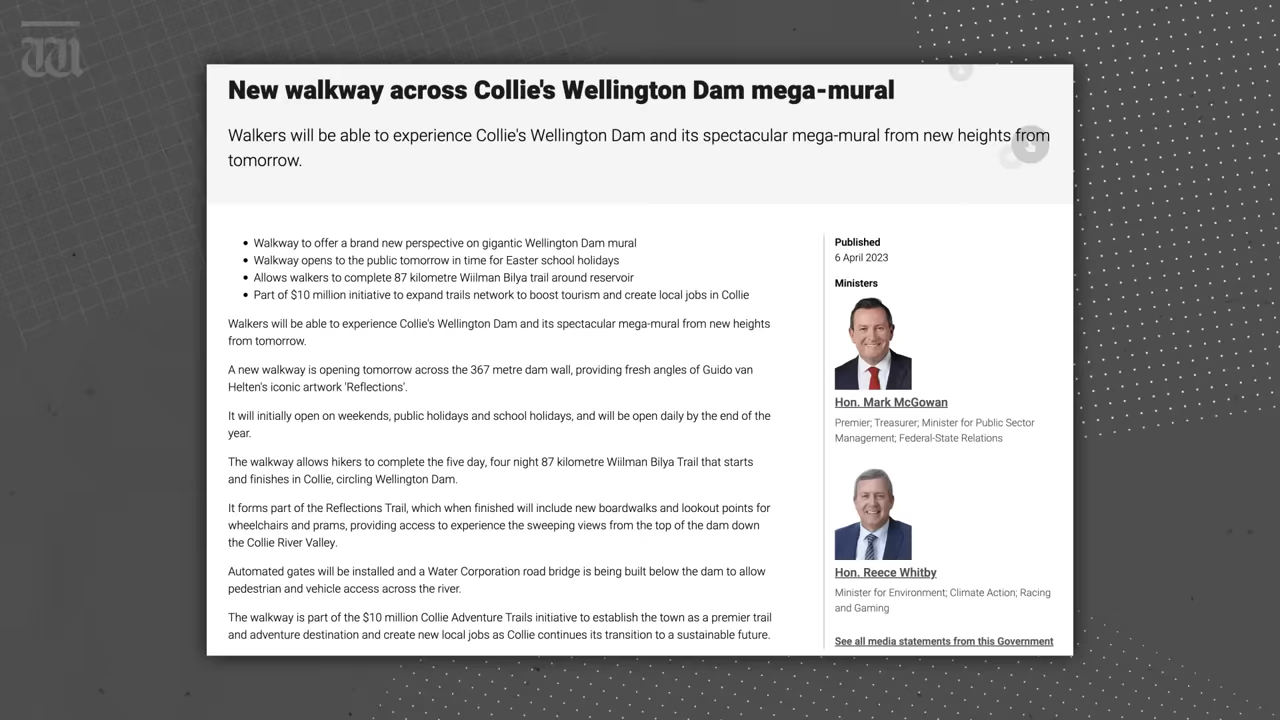 W
New walkway across Collie's Wellington Dam mega-mural
Walkers will be able to experience Collie's Wellington Dam and its spectacular mega-mural from new heights from
tomorrow.
Walkway to offer a brand new perspective on gigantic Wellington Dam mural
Walkway opens to the public tomorrow in time for Easter school holidays
Allows walkers to complete 87 kilometre Wiilman Bilya trail around reservoir
Part of $10 million initiative to expand trails network to boost tourism and create local jobs in Collie
Walkers will be able to experience Collie's Wellington Dam and its spectacular mega-mural from new heights
from tomorrow.
A new walkway is opening tomorrow across the 367 metre dam wall, providing fresh angles of Guido van
Helten's iconic artwork 'Reflections'.
It will initially open on weekends, public holidays and school holidays, and will be open daily by the end of the
year.
The walkway allows hikers to complete the five day, four night 87 kilometre Wiilman Bilya Trail that starts
and finishes in Collie, circling Wellington Dam.
It forms part of the Reflections Trail, which when finished will include new boardwalks and lookout points for
wheelchairs and prams, providing access to experience the sweeping views from the top of the dam down
the Collie River Valley.
Automated gates will be installed and a Water Corporation road bridge is being built below the dam to allow
pedestrian and vehicle access across the river.
The walkway is part of the $10 million Collie Adventure Trails initiative to establish the town as a premier trail
and adventure destination and create new local jobs as Collie continues its transition to a sustainable future.
Published
6 April 2023
Ministers
Hon. Mark McGowan
Premier; Treasurer; Minister for Public Sector
Management; Federal-State Relations
Hon. Reece Whitby
Minister for Environment; Climate Action; Racing
and Gaming
See all media statements from this Government